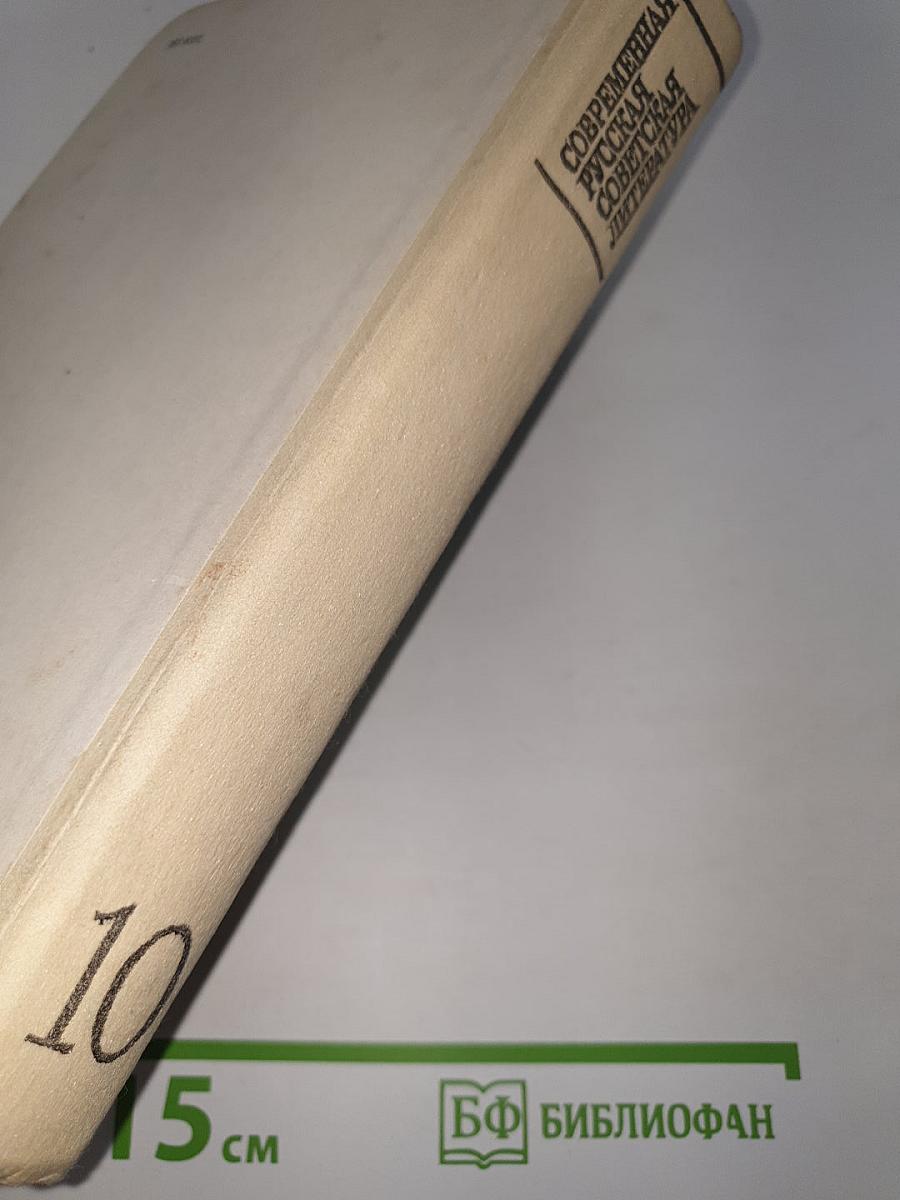 СОВРЕМЕННАЯ
РУССКАЯ
СОВЕТСКАЯ
ЛИТЕРАТУРА
10
15 см
БФ БИБЛИОФАН